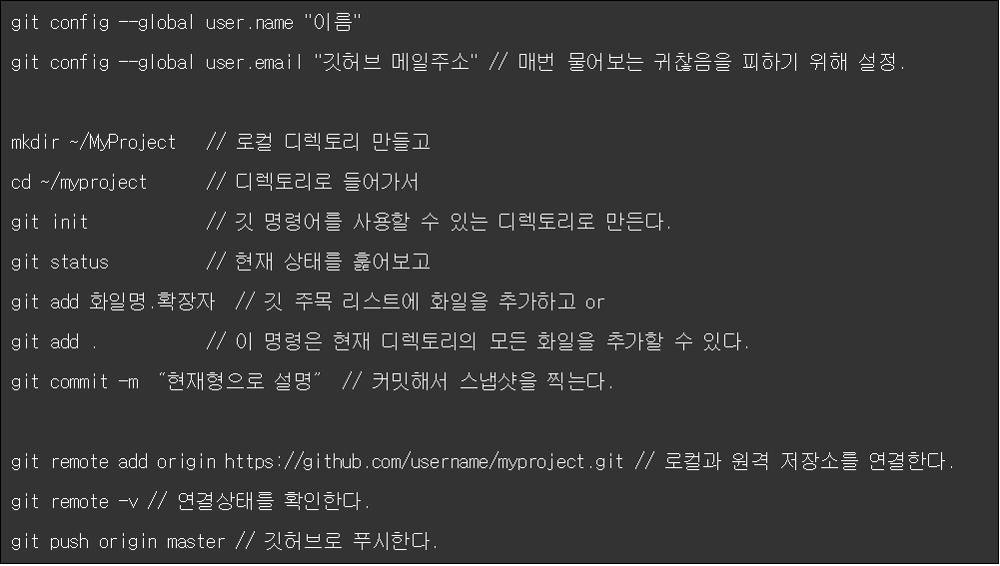 git config --global user.name "이름"
git config --global user.email "깃허브 메일주소" // 매번 물어보는 귀찮음을 피하기 위해 설정.
mkdir ~/MyProject // 로컬 디렉토리 만들고
cd ~/myproject // 디렉토리로 들어가서
git init // 깃 명령어를 사용할 수 있는 디렉토리로 만든다.
git status // 현재 상태를 훑어보고
git add 화일명.확장자 // 깃 주목 리스트에 화일을 추가하고 or
git add . // 이 명령은 현재 디렉토리의 모든 화일을 추가할 수 있다.
git commit -m “현재형으로 설명” // 커밋해서 스냅샷을 찍는다.
git remote add origin https://github.com/username/myproject.git // 로컬과 원격 저장소를 연결한다.
git remote -v // 연결상태를 확인한다.
git push origin master // 깃허브로 푸시한다.